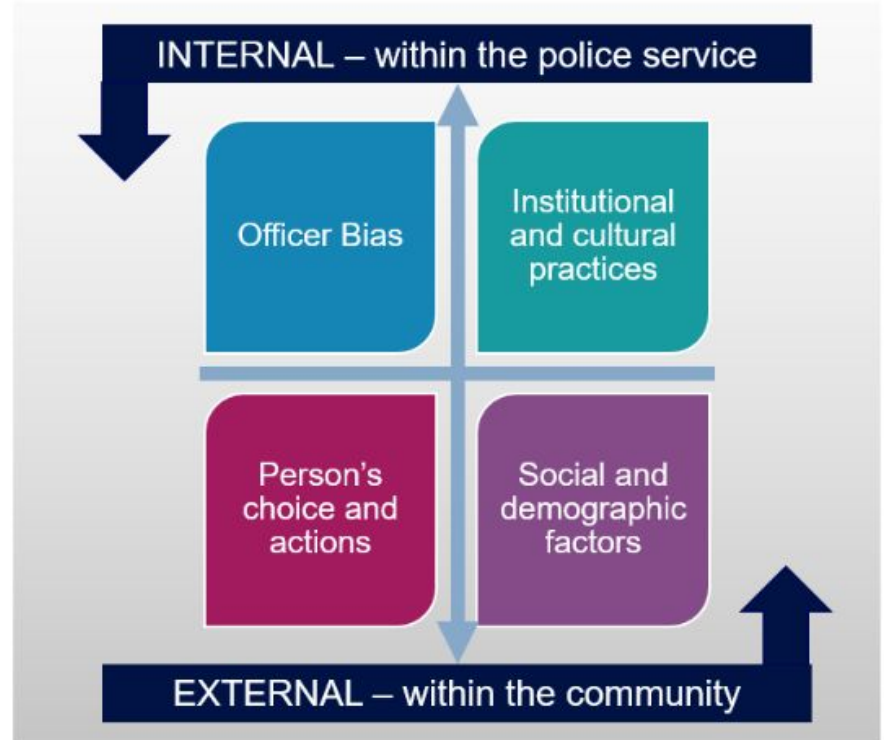 INTERNAL – within the police service
Officer Bias
Institutional
and cultural
practices
Person’s
choice and
actions
Social and
demographic
factors
EXTERNAL – within the community